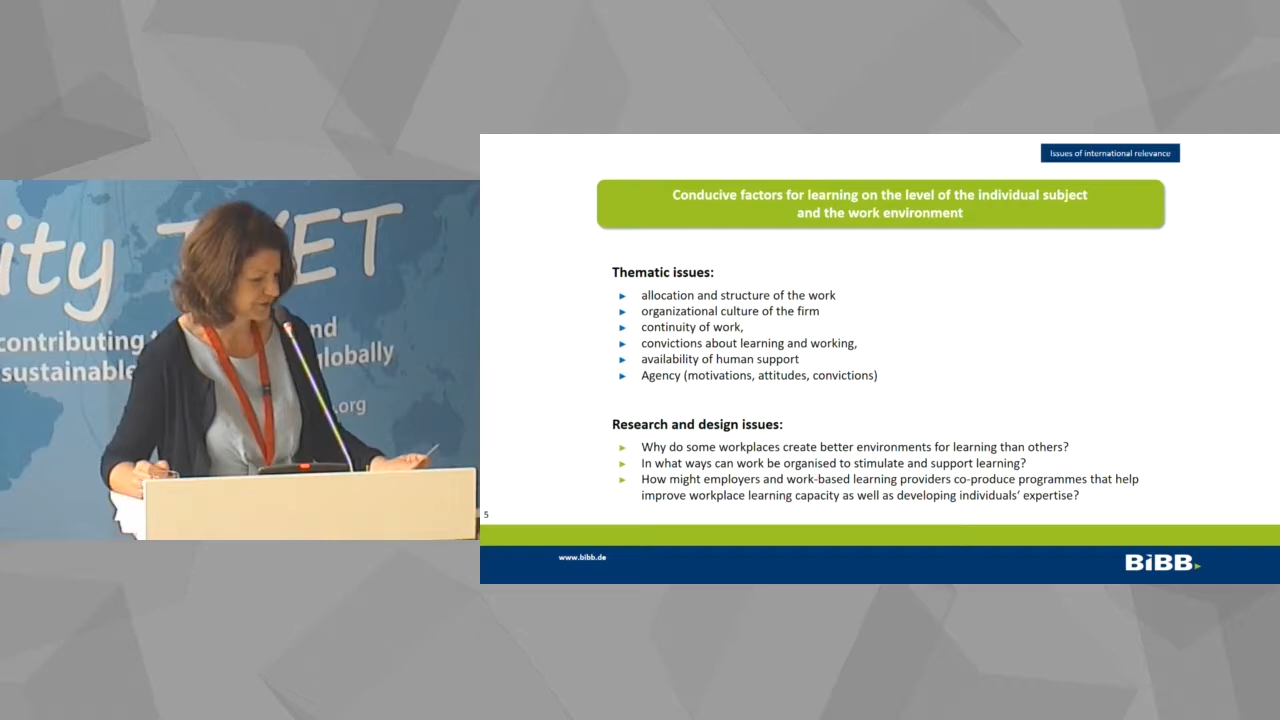 ity TVET
contributing
nd
sustainable
globally
.org
Issues of international relevance
Conducive factors for learning on the level of the individual subject
and the work environment
Thematic issues:
► allocation and structure of the work
► organizational culture of the firm
► continuity of work,
► convictions about learning and working,
► availability of human support
► Agency (motivations, attitudes, convictions)
Research and design issues:
► Why do some workplaces create better environments for learning than others?
► In what ways can work be organised to stimulate and support learning?
► How might employers and work-based learning providers co-produce programmes that help
improve workplace learning capacity as well as developing individuals‘ expertise?
5
www.bibb.de
BiBB